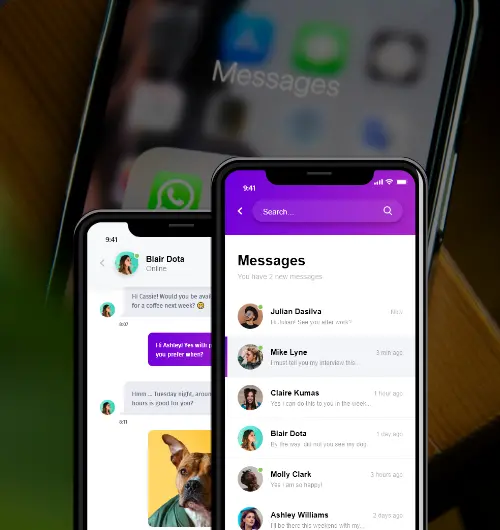 Messages
9:41
Search...
Messages
You have 2 new messages
Julian Dasilva
Hi Julian! See you after work?
Mike Lyne
3 min ago
I must tell you my interview this...
Claire Kumas
1 hour ago
Yes I can do this to you in the week...
Blair Dota
1 day ago
By the way, did not you see my dog...
Molly Clark
3 hours ago
Yes I am so happy!
Ashley Williams
2 days ago
I'll be there this weekend with my...
9:41
Blair Dota
Online
Hi Cassie! Would you be avai
for a coffee next week?
9:07
Hi Ashley! Yes with p
you prefer when?
Hmm ... Tuesday night, aroun
hours is good for you?
9:11